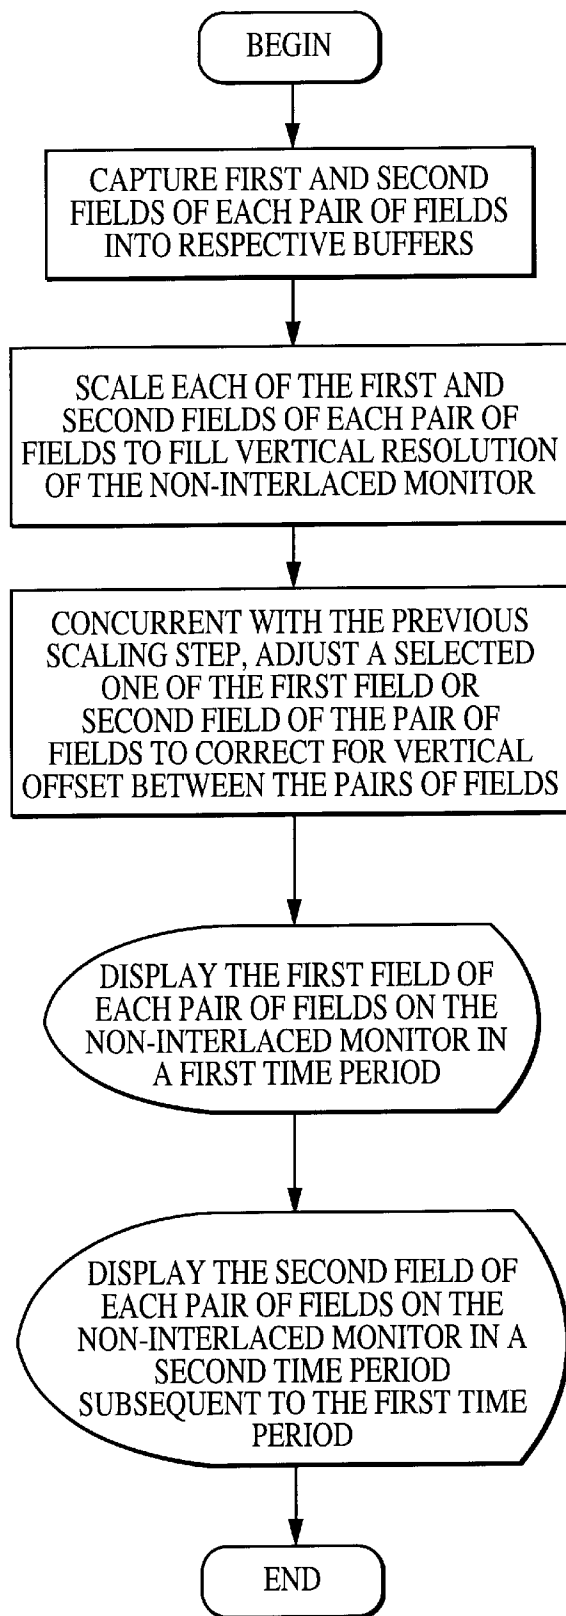 BEGIN
CAPTURE FIRST AND SECOND
FIELDS OF EACH PAIR OF FIELDS
INTO RESPECTIVE BUFFERS
SCALE EACH OF THE FIRST AND
SECOND FIELDS OF EACH PAIR OF
FIELDS TO FILL VERTICAL RESOLUTION
OF THE NON-INTERLACED MONITOR
CONCURRENT WITH THE PREVIOUS
SCALING STEP, ADJUST A SELECTED
ONE OF THE FIRST FIELD OR
SECOND FIELD OF THE PAIR OF
FIELDS TO CORRECT FOR VERTICAL
OFFSET BETWEEN THE PAIRS OF FIELDS
DISPLAY THE FIRST FIELD OF
EACH PAIR OF FIELDS ON THE
NON-INTERLACED MONITOR IN
A FIRST TIME PERIOD
DISPLAY THE SECOND FIELD OF
EACH PAIR OF FIELDS ON THE
NON-INTERLACED MONITOR IN A
SECOND TIME PERIOD
SUBSEQUENT TO THE FIRST TIME
PERIOD
END